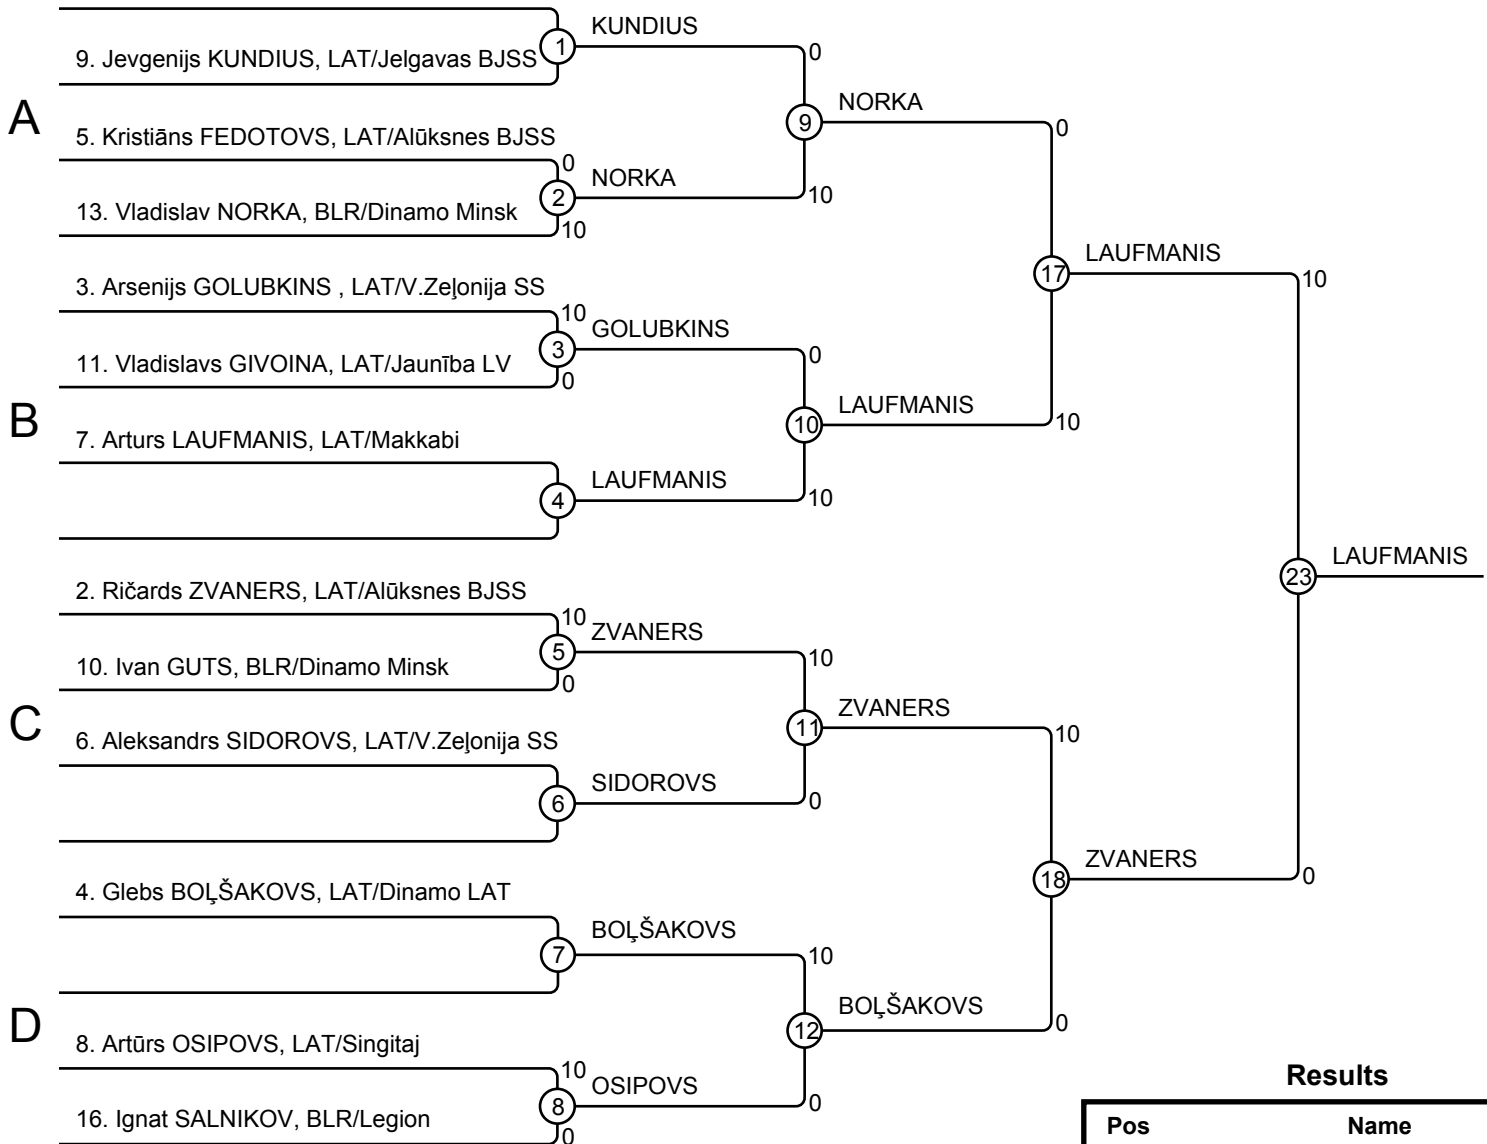 KUNDIUS
0
9. Jevgenijs KUNDIUS, LAT/Jelgavas BJSS
1
A
NORKA
9
0
5. Kristiāns FEDOTOVS, LAT/Alūksnes BJSS
0
NORKA
2
10
13. Vladislav NORKA, BLR/Dinamo Minsk
10
LAUFMANIS
17
10
3. Arsenijs GOLUBKINS , LAT/V.Zeļonija SS
10
GOLUBKINS
3
0
11. Vladislavs GIVOINA, LAT/Jaunība LV
0
B
LAUFMANIS
10
10
7. Arturs LAUFMANIS, LAT/Makkabi
LAUFMANIS
4
10
LAUFMANIS
23
2. Ričards ZVANERS, LAT/Alūksnes BJSS
10
ZVANERS
5
10
10. Ivan GUTS, BLR/Dinamo Minsk
0
C
ZVANERS
11
10
6. Aleksandrs SIDOROVS, LAT/V.Zeļonija SS
SIDOROVS
6
0
ZVANERS
18
0
4. Glebs BOĻŠAKOVS, LAT/Dinamo LAT
BOĻŠAKOVS
7
10
D
BOĻŠAKOVS
12
0
8. Artūrs OSIPOVS, LAT/Singitaj
10
OSIPOVS
8
0
16. Ignat SALNIKOV, BLR/Legion
0
Results
Pos Name